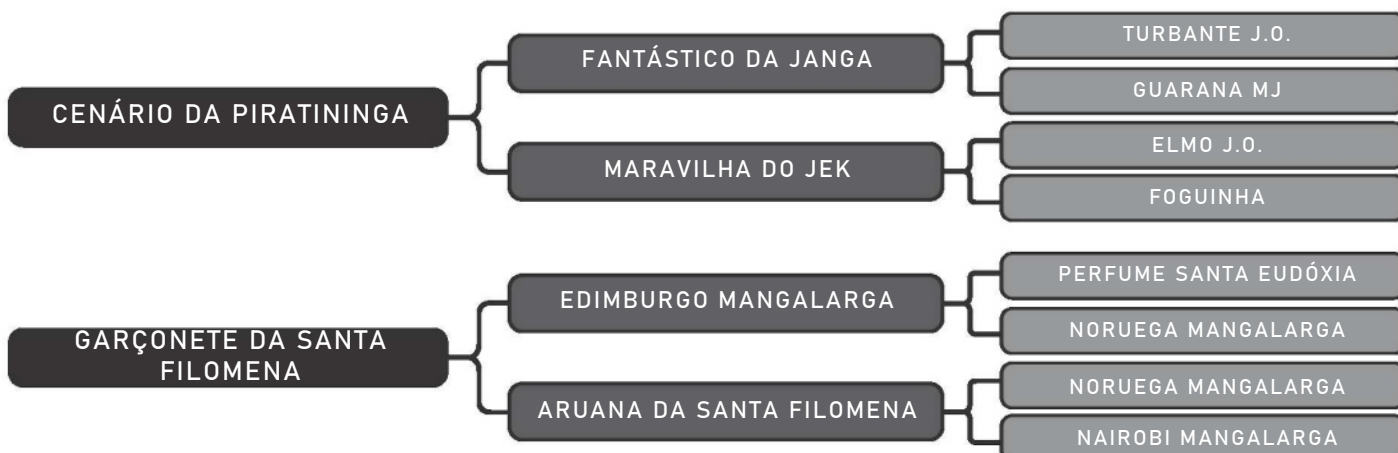 CENÁRIO DA PIRATININGA
FANTÁSTICO DA JANGA
TURBANTE J.O.
GUARANA MJ
MARAVILHA DO JEK
ELMO J.O.
FOGUINHA
GARÇONETE DA SANTA
FILOMENA
EDIMBURGO MANGALARGA
PERFUME SANTA EUDÓXIA
NORUEGA MANGALARGA
ARUANA DA SANTA FILOMENA
NORUEGA MANGALARGA
NAIROBI MANGALARGA